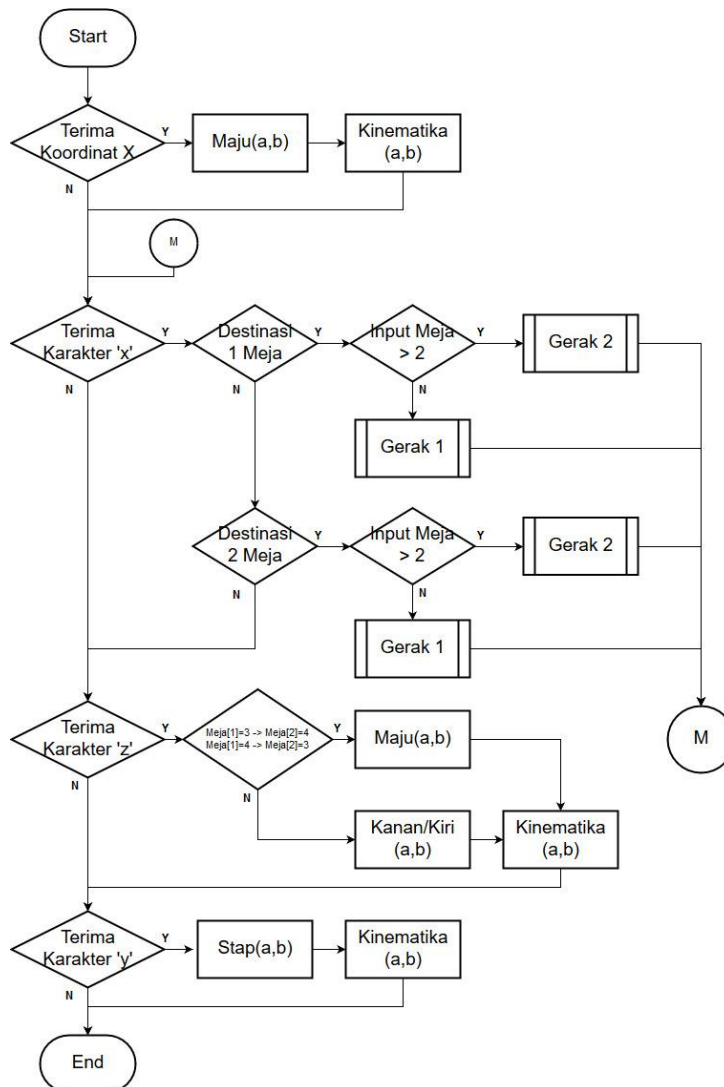 Start
Terima
Koordinat X
Y
Maju(a,b)
Kinematika
(a,b)
N
M
Terima
Karakter 'x'
Y
Destinasi
1 Meja
Y
Input Meja
> 2
Y
Gerak 2
N
N
N
Gerak 1
Destinasi
2 Meja
Y
Input Meja
> 2
Y
Gerak 2
N
N
Gerak 1
Terima
Karakter 'z'
Y
Meja[1]=3 -> Meja[2]=4
Meja[1]=4 -> Meja[2]=3
Y
Maju(a,b)
M
N
N
Kanan/Kiri
(a,b)
Kinematika
(a,b)
Terima
Karakter 'y'
Y
Stap(a,b)
Kinematika
(a,b)
N
End